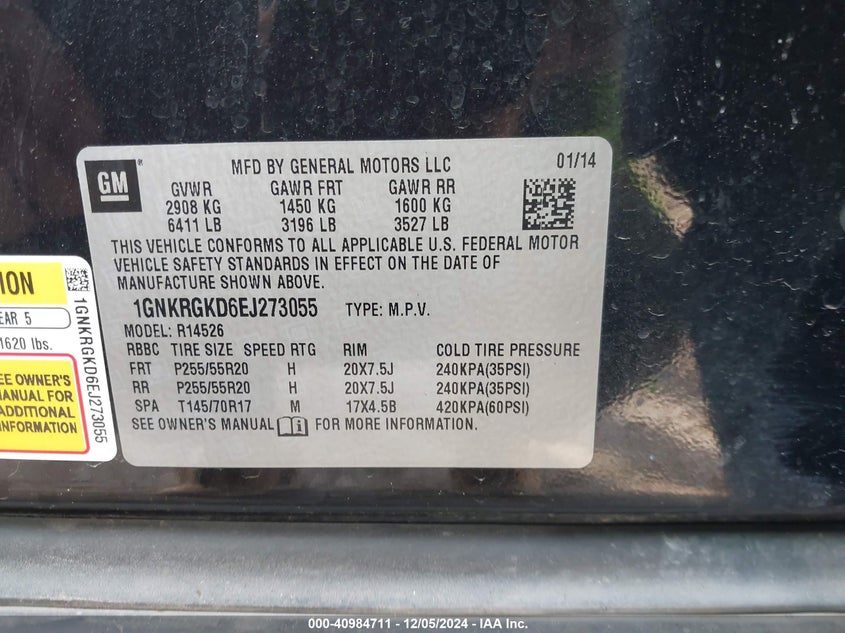 GM
®
MFD BY GENERAL MOTORS LLC 01/14
GVWR GAWR FRT GAWR RR
2908 KG 1450 KG 1600 KG
6411 LB 3196 LB 3527 LB
THIS VEHICLE CONFORMS TO ALL APPLICABLE U.S. FEDERAL MOTOR
VEHICLE SAFETY STANDARDS IN EFFECT ON THE DATE OF
MANUFACTURE SHOWN ABOVE.
1GNKRGKD6EJ273055 TYPE: M.P.V.
MODEL: R14526
RBBC TIRE SIZE SPEED RTG RIM COLD TIRE PRESSURE
FRT P255/55R20 H 20X7.5J 240KPA(35PSI)
RR P255/55R20 H 20X7.5J 240KPA(35PSI)
SPA T145/70R17 M 17X4.5B 420KPA(60PSI)
SEE OWNER'S MANUAL i FOR MORE INFORMATION.
TION
EAR 5
1620 lbs.
EE OWNER'S
MANUAL FOR
ADDITIONAL
INFORMATION
1GNKRGKD6EJ273055
000-40984711 - 12/05/2024 - IAA Inc.